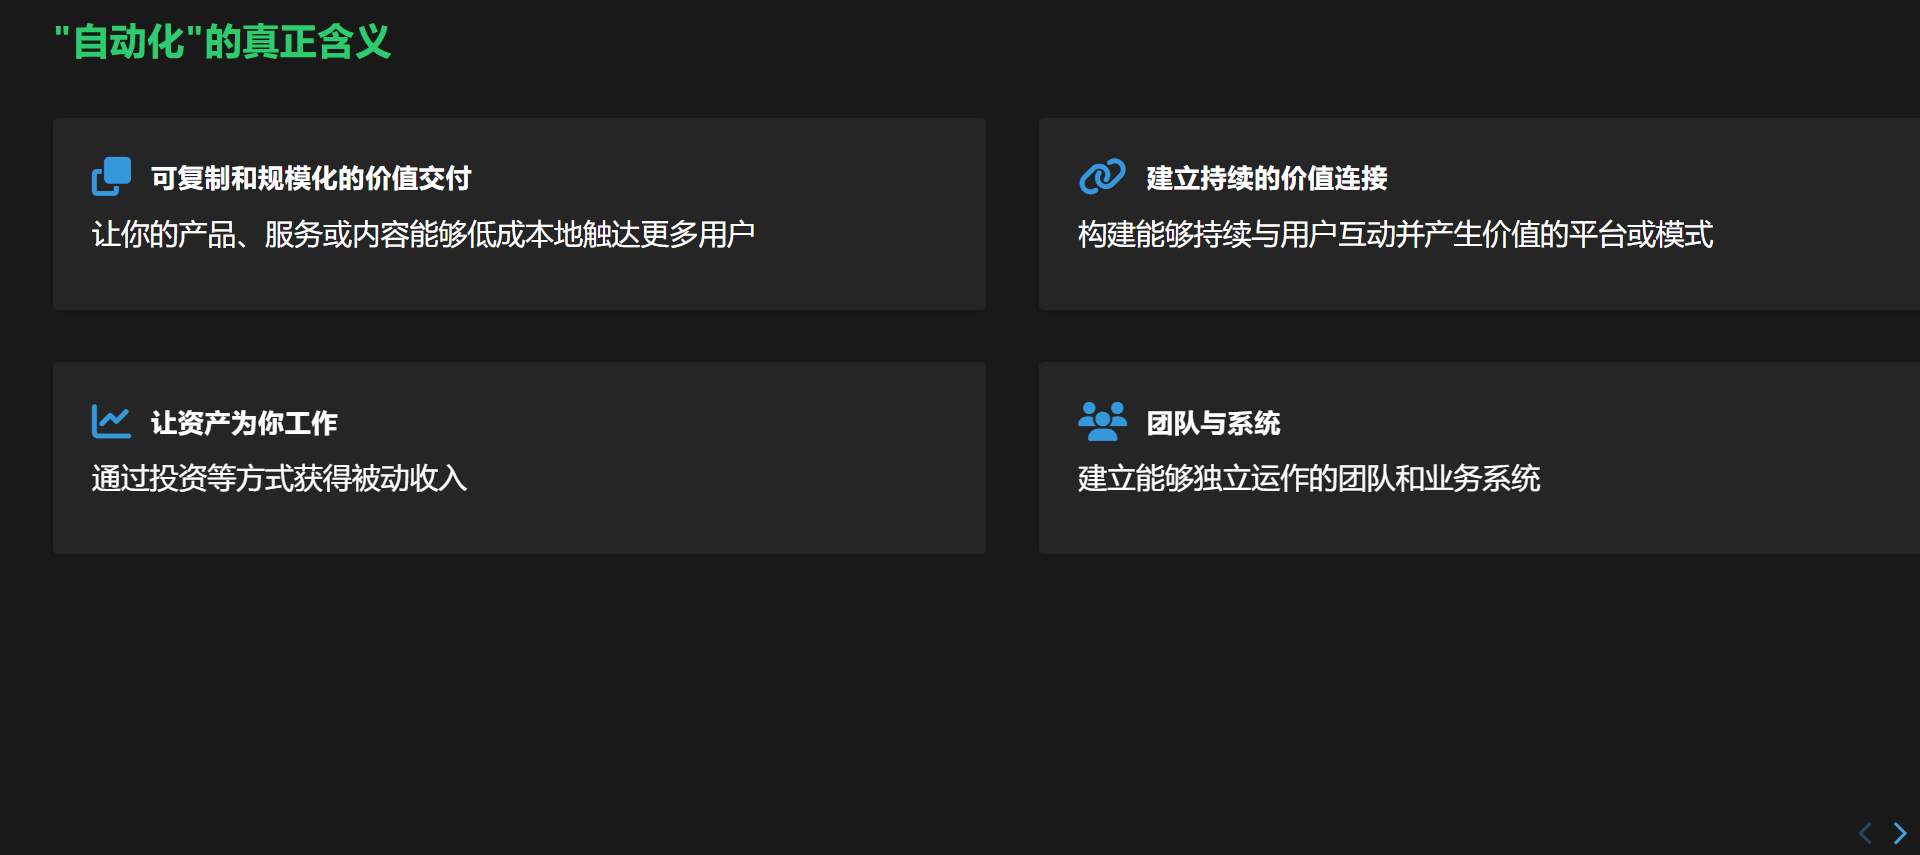 "自动化"的真正含义
可复制和规模化的价值交付
让你的产品、服务或内容能够低成本地触达更多用户
建立持续的价值连接
构建能够持续与用户互动并产生价值的平台或模式
让资产为你工作
通过投资等方式获得被动收入
团队与系统
建立能够独立运作的团队和业务系统